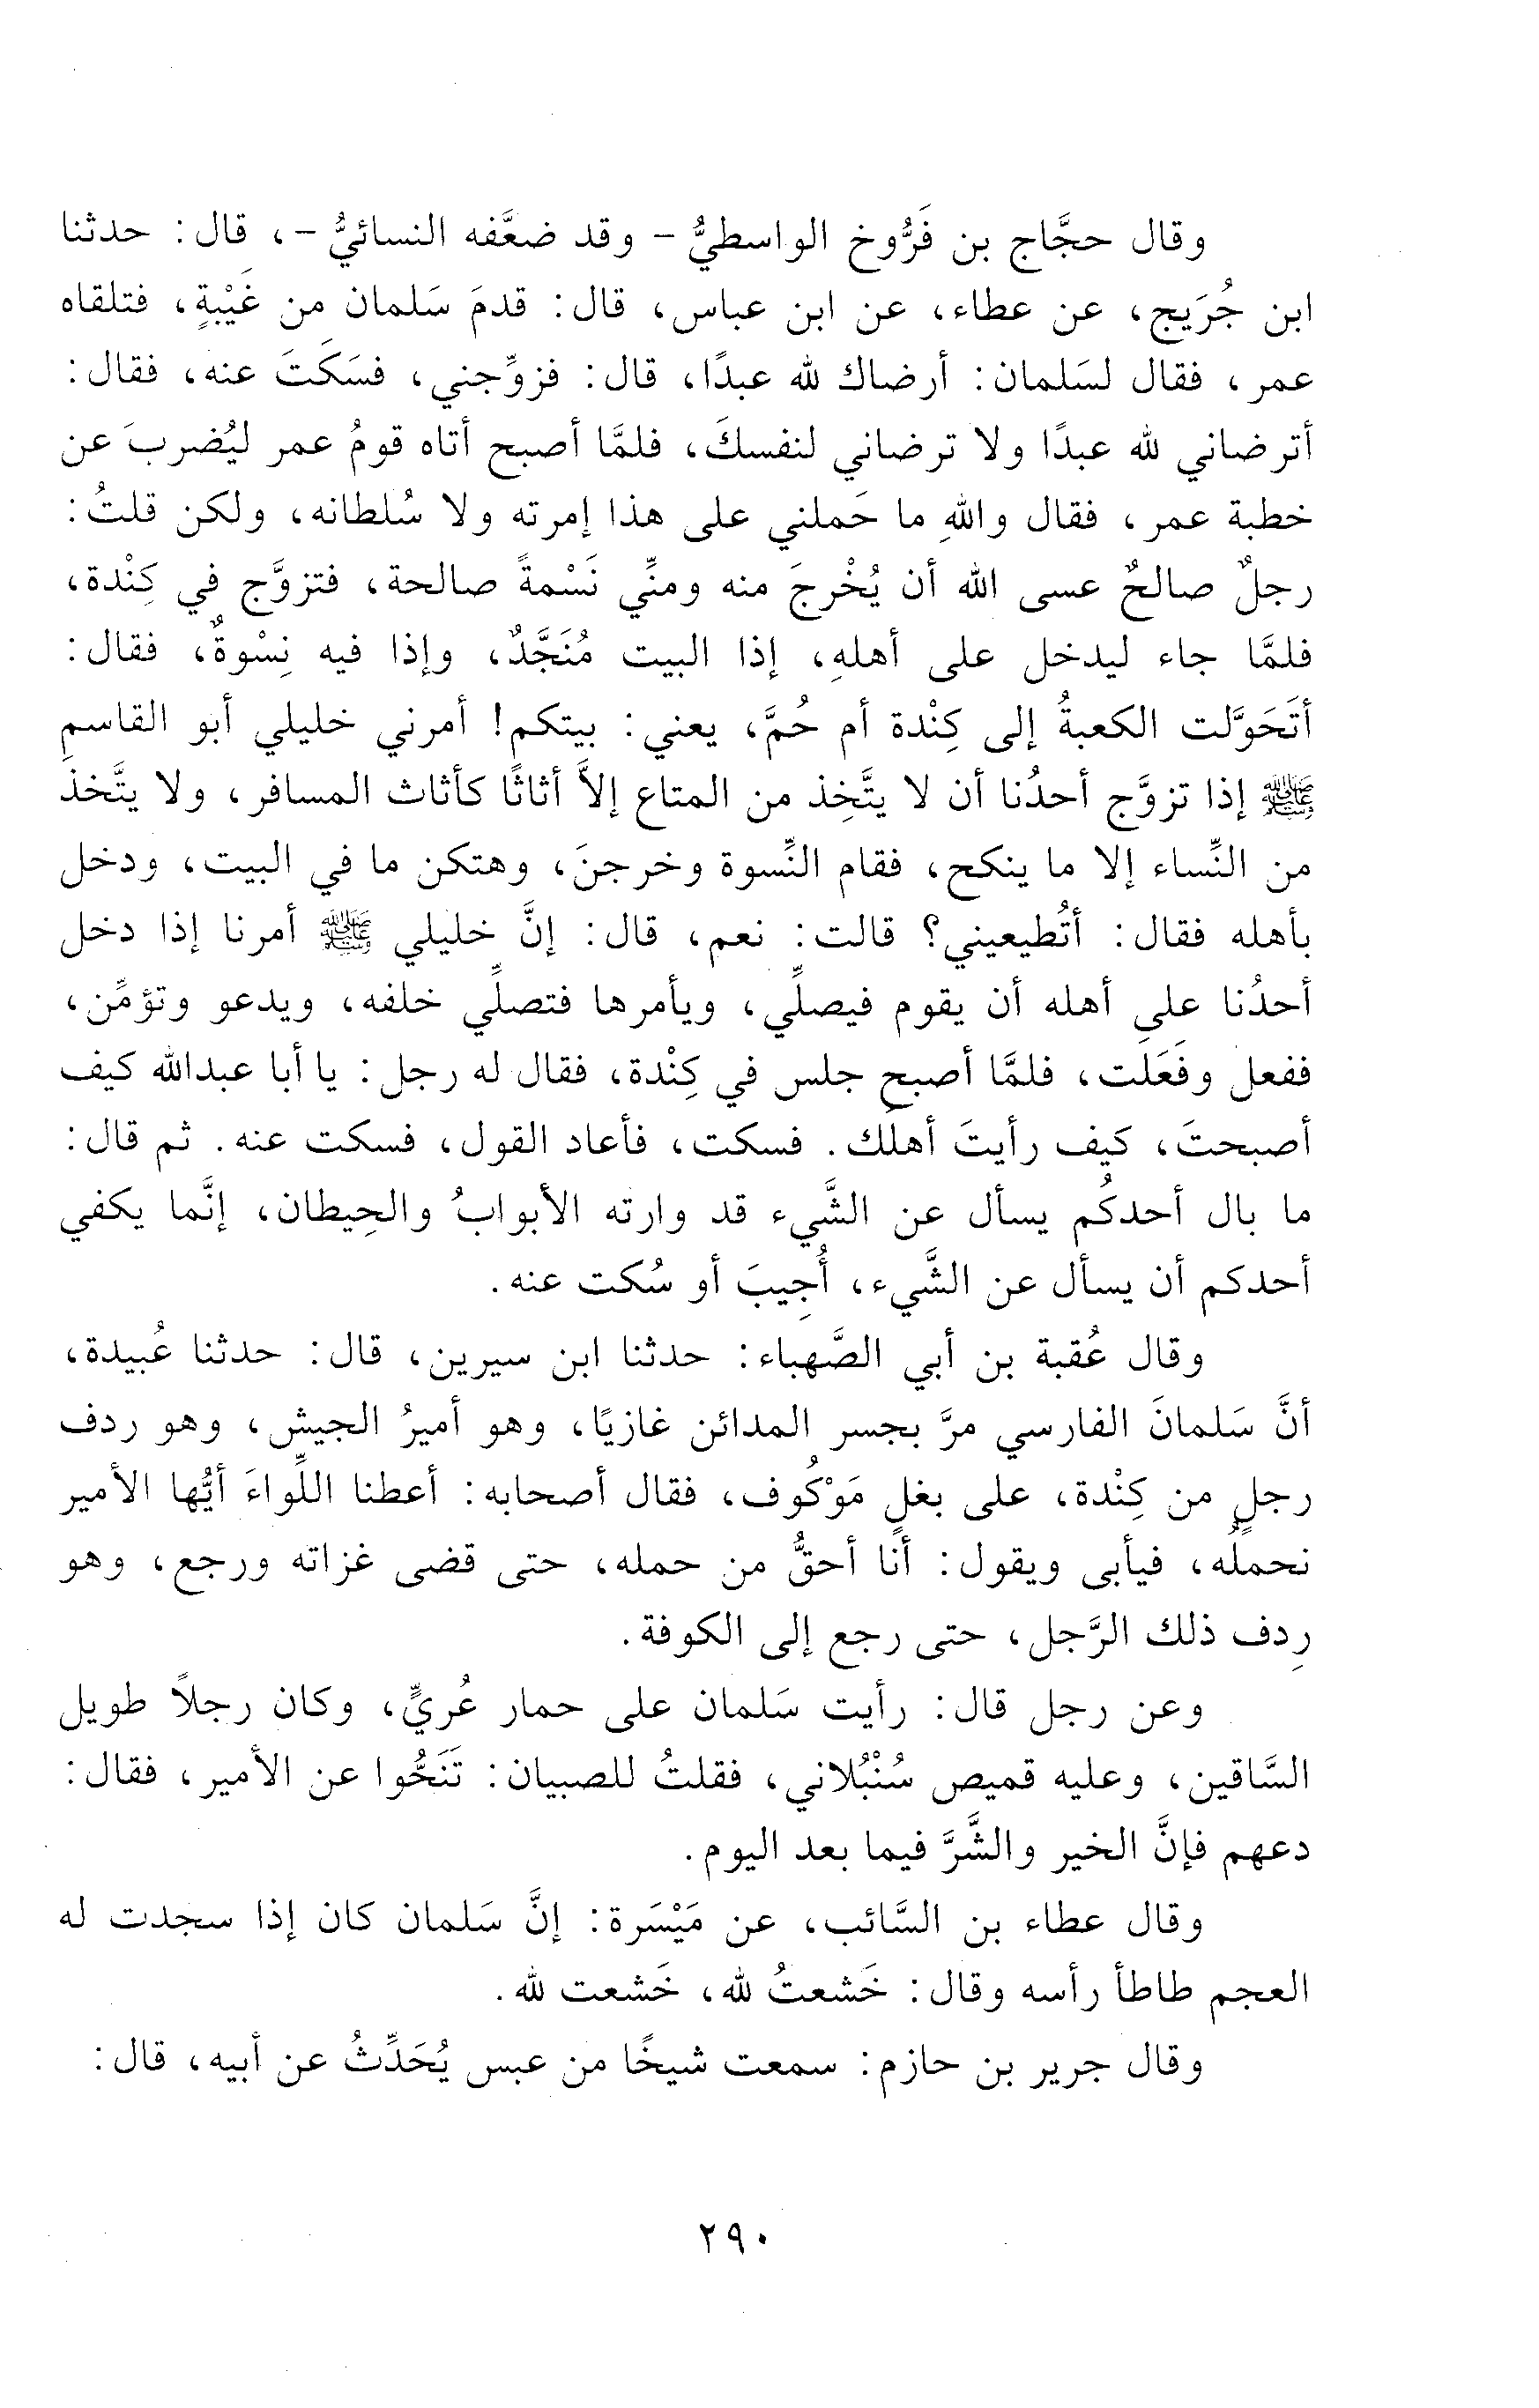 وقال حجَّاج بن فَرُّوخ الواسطيُّ - وقد ضعَّفه النسائيُّ -، قال: حدثنا
ابن جُرَيج، عن عطاء، عن ابن عباس، قال: قدمَ سَلمان من غَيْبةٍ، فتلقاه
عمر، فقال لسَلمان: أرضاك لله عبدًا، قال: فزوِّجني، فسَكَتَ عنه، فقال:
أترضاني لله عبدًا ولا ترضاني لنفسكَ، فلمَّا أصبح أتاه قومُ عمر ليُضربَ عن
خطبة عمر، فقال واللهِ ما حَملني على هذا إمرته ولا سُلطانه، ولكن قلتُ:
رجلٌ صالحٌ عسى الله أن يُخْرجَ منه ومنِّي نَسْمةً صالحة، فتزوَّج في كِنْدة،
فلمَّا جاء ليدخل على أهلهِ، إذا البيت مُنَجَّدٌ، وإذا فيه نِسْوةٌ، فقال:
أتَحَوَّلت الكعبةُ إلى كِنْدة أم حُمَّ، يعني: بيتكم! أمرني خليلي أبو القاسمِ
ﷺ إذا تزوَّج أحدُنا أن لا يتَّخِذ من المتاع إلاَّ أثاثًا كأثاث المسافر، ولا يتَّخذَ
من النِّساء إلا ما ينكح، فقام النِّسوة وخرجنَ، وهتكن ما في البيت، ودخل
بأهله فقال: أتُطيعيني؟ قالت: نعم، قال: إنَّ خليلي ﷺ أمرنا إذا دخل
أحدُنا على أهله أن يقوم فيصلِّي، ويأمرها فتصلِّي خلفه، ويدعو وتؤمِّن،
ففعل وفَعَلَت، فلمَّا أصبح جلس في كِنْدة، فقال له رجل: يا أبا عبدالله كيف
أصبحتَ، كيف رأيتَ أهلَك. فسكت، فأعاد القول، فسكت عنه. ثم قال:
ما بال أحدكُم يسأل عن الشَّيء قد وارته الأبوابُ والحِيطان، إنَّما يكفي
أحدكم أن يسأل عن الشَّيء، أُجِيبَ أو سُكت عنه.
وقال عُقبة بن أبي الصَّهباء: حدثنا ابن سيرين، قال: حدثنا عُبيدة،
أنَّ سَلمانَ الفارسي مرَّ بجسر المدائن غازيًا، وهو أميرُ الجيش، وهو ردف
رجلٍ من كِنْدة، على بغلٍ مَوْكُوف، فقال أصحابه: أعطنا اللِّواءَ أيُّها الأمير
نحملُه، فيأبى ويقول: أنا أحقُّ من حمله، حتى قضى غزاته ورجع، وهو
رِدف ذلك الرَّجل، حتى رجع إلى الكوفة.
وعن رجل قال: رأيت سَلمان على حمار عُريٍّ، وكان رجلاً طويل
السَّاقين، وعليه قميص سُنْبُلاني، فقلتُ للصبيان: تَنَحُّوا عن الأمير، فقال:
دعهم فإنَّ الخير والشَّرَّ فيما بعد اليوم.
وقال عطاء بن السَّائب، عن مَيْسَرة: إنَّ سَلمان كان إذا سجدت له
العجم طاطأ رأسه وقال: خَشعتُ لله، خَشعت لله.
وقال جرير بن حازم: سمعت شيخًا من عبس يُحَدِّثُ عن أبيه، قال:
٢٩٠